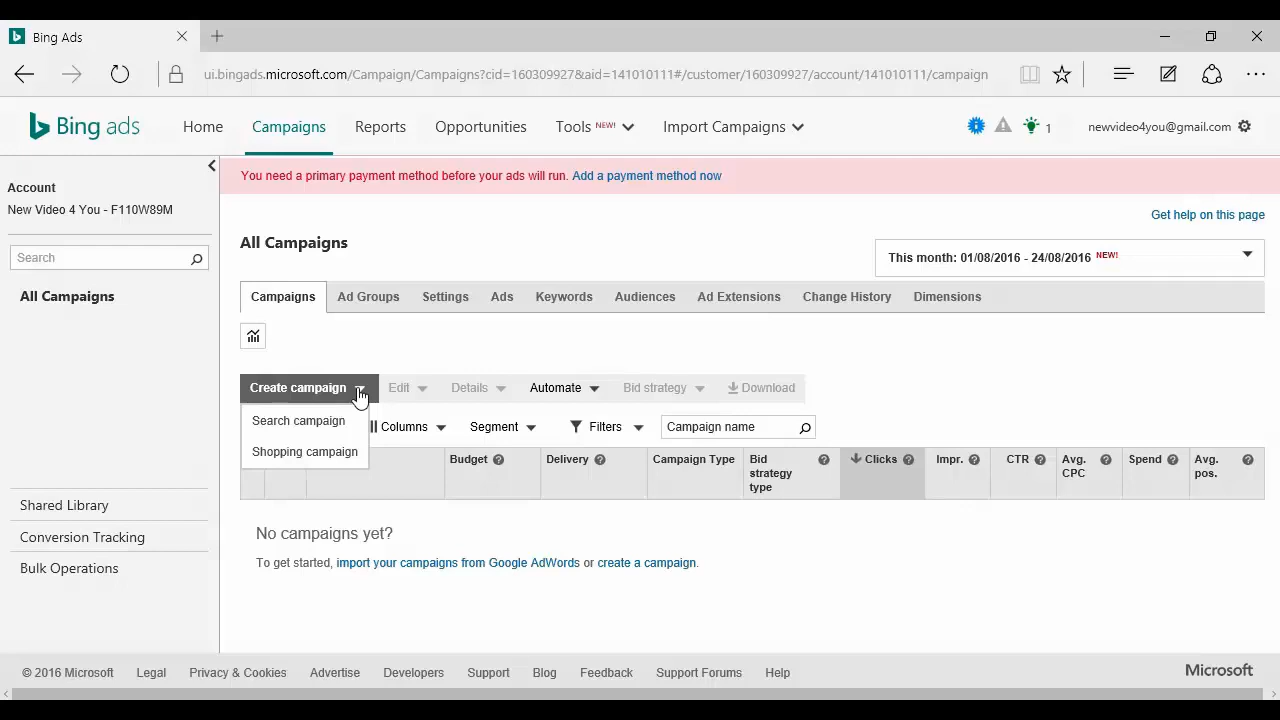 Bing Ads
ui.bingads.microsoft.com/Campaign/Campaigns?cid=160309927&aid=141010111#/customer/160309927/account/141010111/campaign
Bing ads
Home
Campaigns
Reports
Opportunities
Tools NEW!
Import Campaigns
1
newvideo4you@gmail.com
Account
New Video 4 You - F110W89M
Search
All Campaigns
Shared Library
Conversion Tracking
Bulk Operations
You need a primary payment method before your ads will run. Add a payment method now
Get help on this page
All Campaigns
This month: 01/08/2016 - 24/08/2016 NEW!
Campaigns
Ad Groups
Settings
Ads
Keywords
Audiences
Ad Extensions
Change History
Dimensions
Create campaign
Edit
Details
Automate
Bid strategy
Download
Search campaign
Shopping campaign
Columns
Segment
Filters
Campaign name
Budget
Delivery
Campaign Type
Bid
strategy
type
Clicks
Impr.
CTR
Avg.
CPC
Spend
Avg.
pos.
No campaigns yet?
To get started, import your campaigns from Google AdWords or create a campaign.
© 2016 Microsoft
Legal
Privacy & Cookies
Advertise
Developers
Support
Blog
Feedback
Support Forums
Help
Microsoft